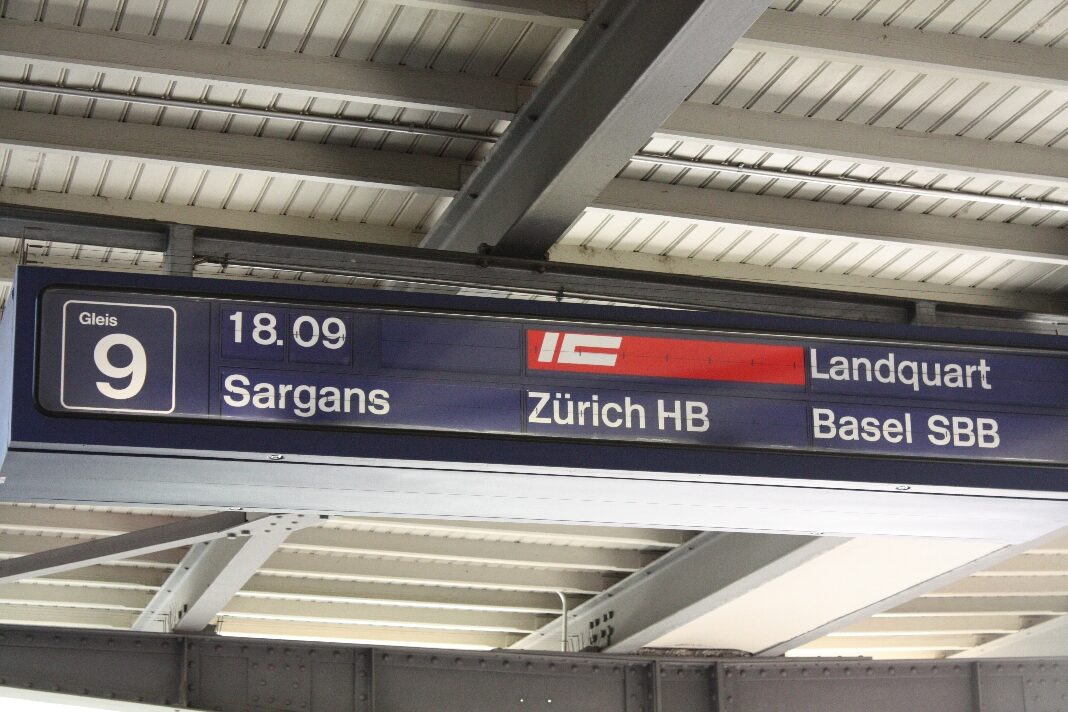 Gleis
9
18.09
IC
Landquart
Sargans
Zürich HB
Basel SBB